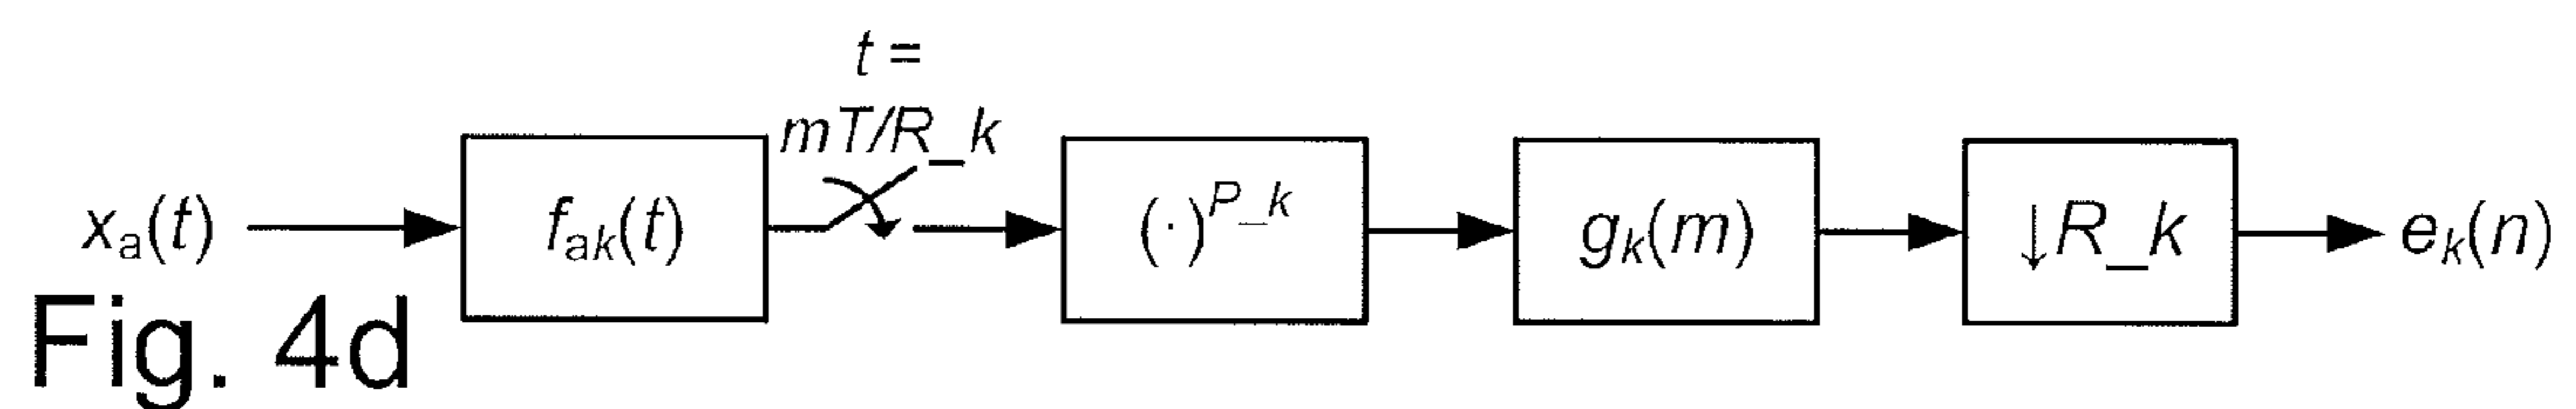 t =
mT/R_k
xₐ(t)
fₐₖ(t)
(·)^P_k
gₖ(m)
↓R_k
eₖ(n)
Fig. 4d